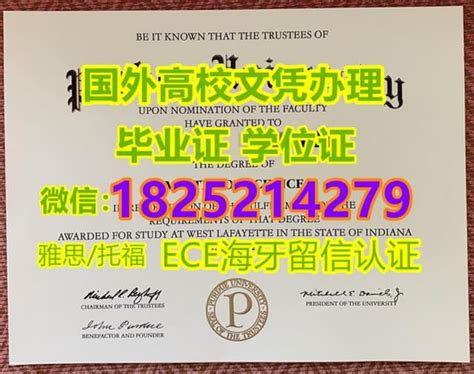 BE IT KNOWN THAT THE TRUSTEES OF
国外高校文凭办理
UPON NOMINATION OF THE FACULTY
HAVE GRANTED TO
毕业证 学位证
THE DEGREE OF
微信:18252143279
REQUIREMENTS OF THAT DEGREE
AWARDED FOR STUDY AT WEST LAFAYETTE IN THE STATE OF INDIANA
雅思/托福 ECE海牙留信认证
CHAIRMAN OF THE TRUSTEES
PRESIDENT OF THE UNIVERSITY
BENEFACTOR AND FOUNDER
PURDUE UNIVERSITY
P